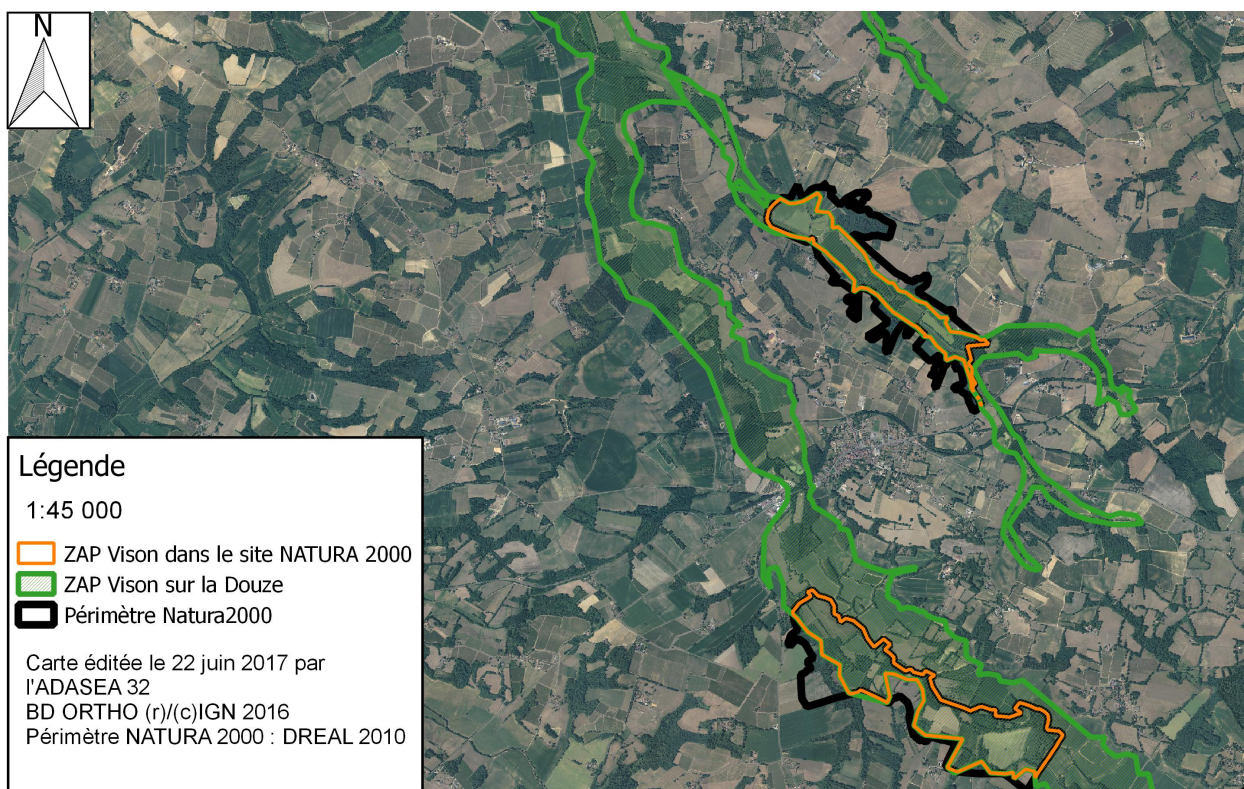 N
Légende
1:45 000
ZAP Vison dans le site NATURA 2000
ZAP Vison sur la Douze
Périmètre Natura2000
Carte éditée le 22 juin 2017 par
l'ADASEA 32
BD ORTHO (r)/(c)IGN 2016
Périmètre NATURA 2000 : DREAL 2010